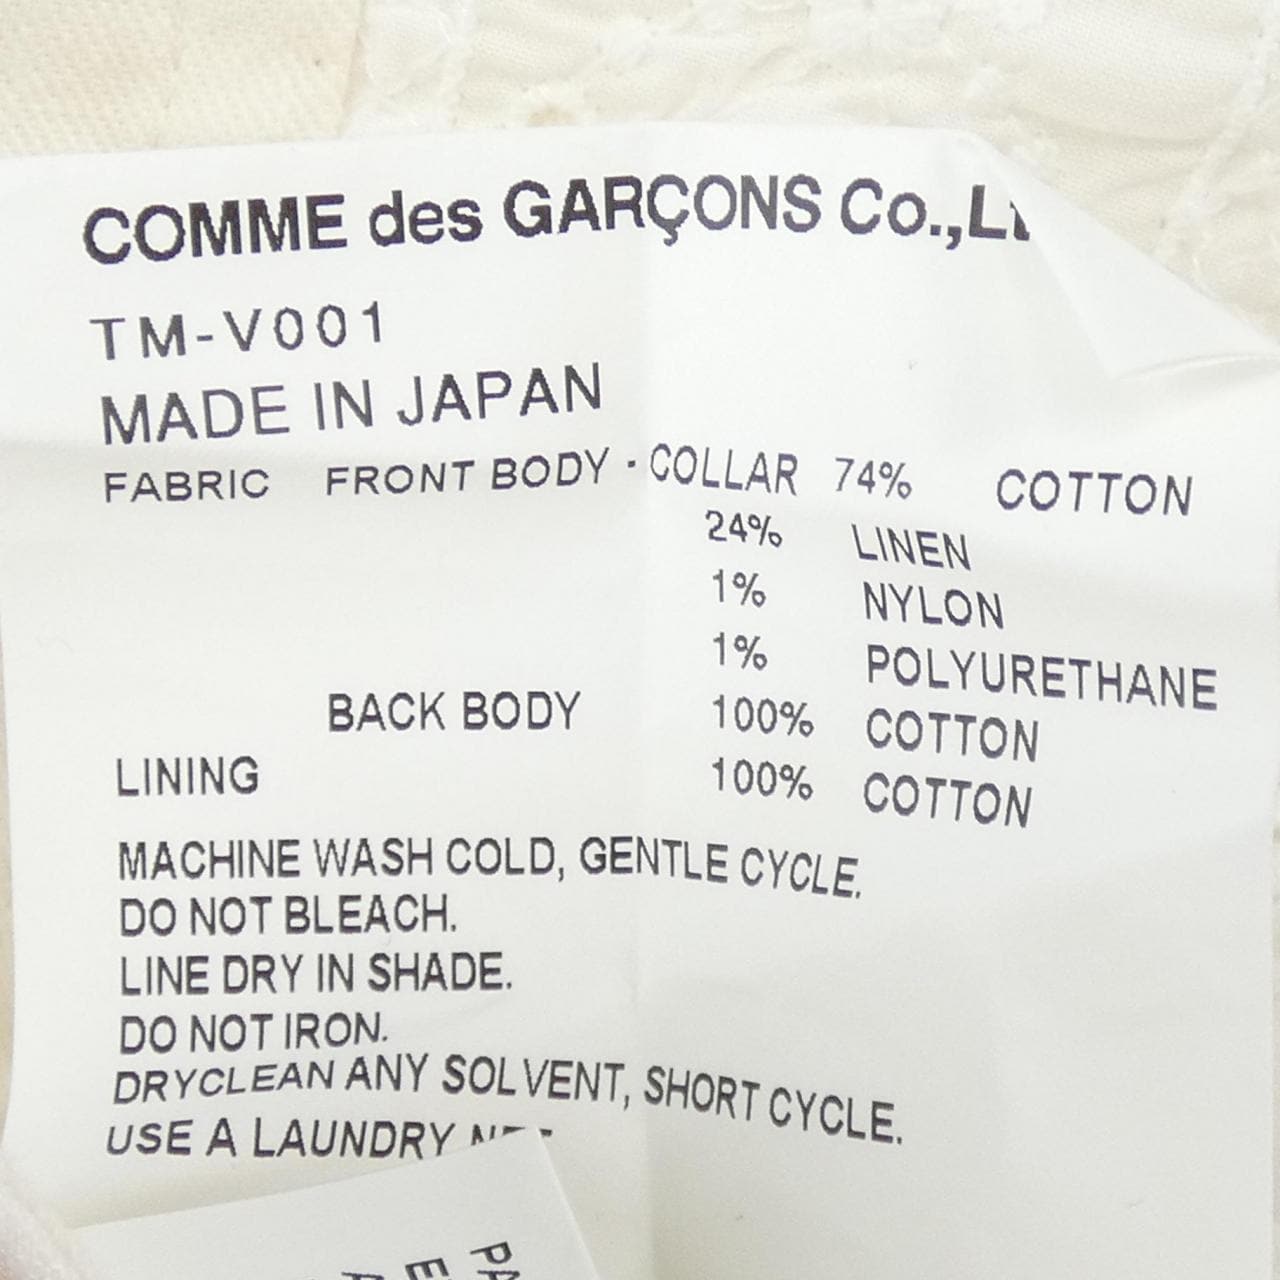 COMME des GARÇONS Co.,
TM-V001
MADE IN JAPAN
FABRIC FRONT BODY・COLLAR 74% COTTON
24% LINEN
1% NYLON
1% POLYURETHANE
BACK BODY 100% COTTON
LINING 100% COTTON
MACHINE WASH COLD, GENTLE CYCLE.
DO NOT BLEACH.
LINE DRY IN SHADE.
DO NOT IRON.
DRYCLEAN ANY SOLVENT, SHORT CYCLE.
USE A LAUNDRY